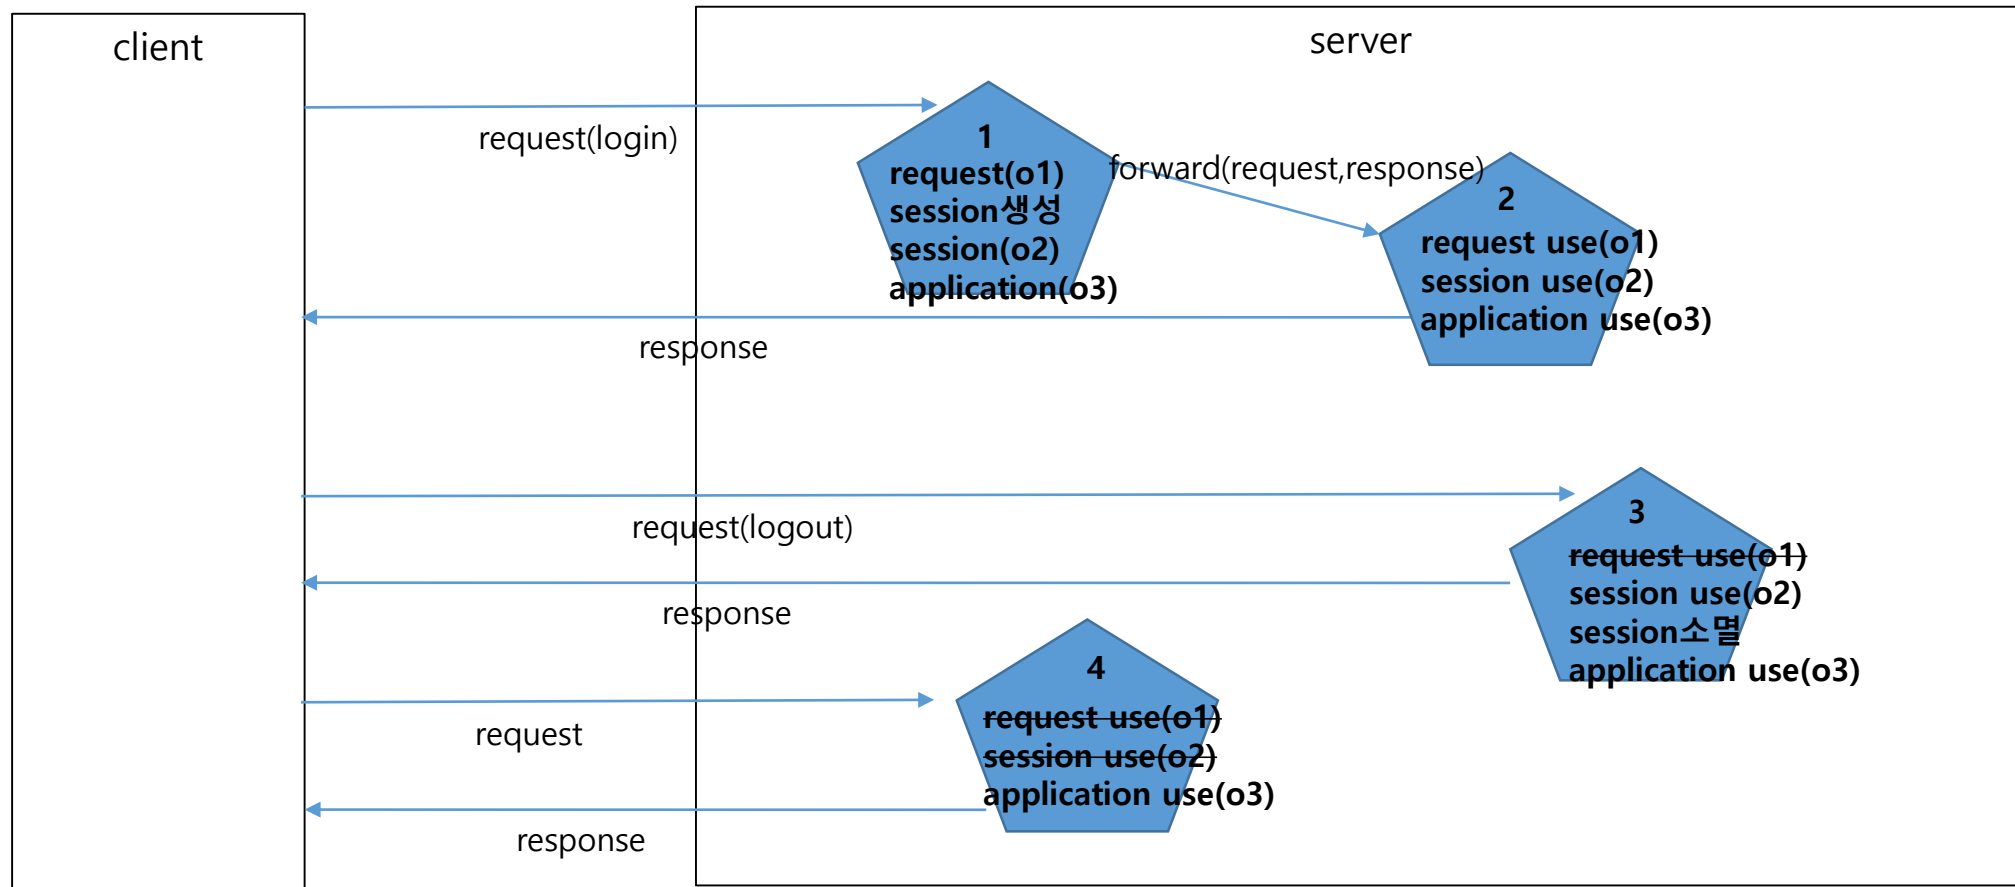 client
server
request(login)
1
request(o1)
session생성
session(o2)
application(o3)
forward(request,response)
2
request use(o1)
session use(o2)
application use(o3)
response
request(logout)
3
request use(o1)
session use(o2)
session소멸
application use(o3)
response
4
request use(o1)
session use(o2)
application use(o3)
request
response